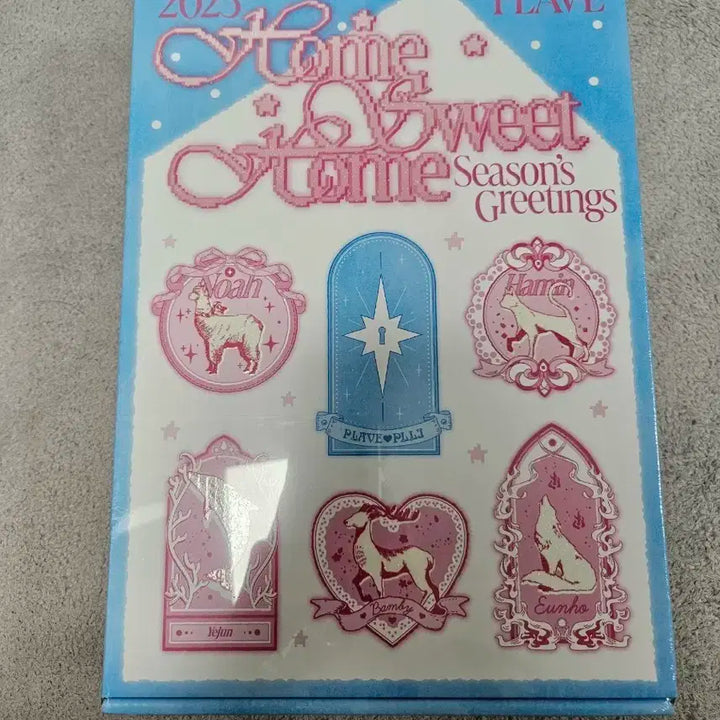 2025 PLAVE
Home
Sweet
Home
Season's
Greetings
Noah
Hamin
PLAVE♥PLLI
Yejun
Bamby
Eunho